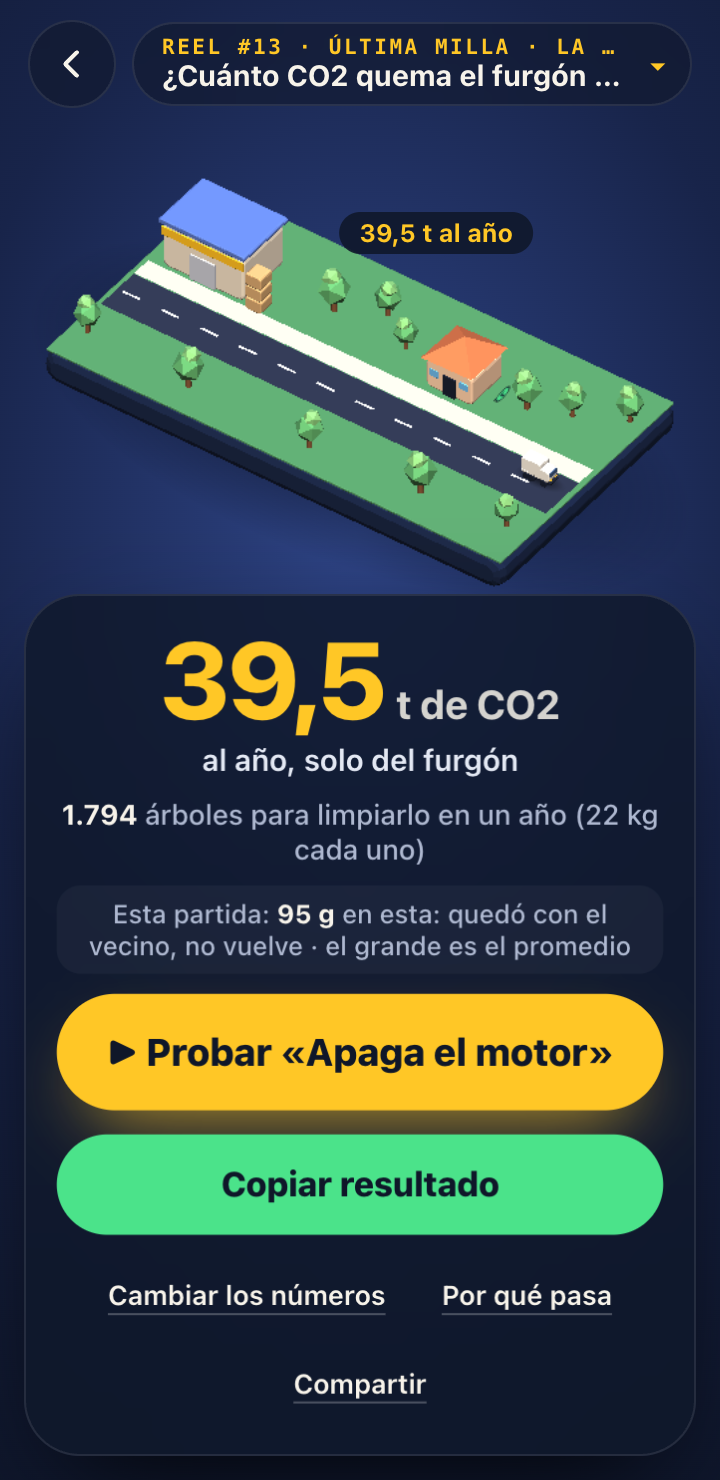 REEL #13 · ÚLTIMA MILLA · LA …
¿Cuánto CO2 quema el furgón ...
39,5 t al año
39,5 t de CO2
al año, solo del furgón
1.794 árboles para limpiarlo en un año (22 kg
cada uno)
Esta partida: 95 g en esta: quedó con el
vecino, no vuelve · el grande es el promedio
Probar «Apaga el motor»
Copiar resultado
Cambiar los números
Por qué pasa
Compartir